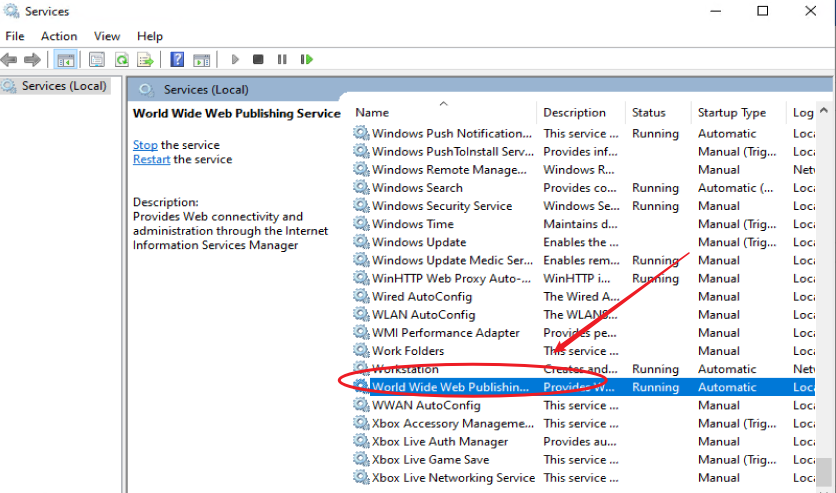 Services
File Action View Help
Services (Local)
Services (Local)
World Wide Web Publishing Service
Stop the service
Restart the service
Description:
Provides Web connectivity and
administration through the Internet
Information Services Manager
Name Description Status Startup Type Log
Windows Push Notification... This service ... Running Automatic Loca
Windows PushToInstall Serv... Provides inf... Manual (Trig... Loca
Windows Remote Manage... Windows R... Manual Netv
Windows Search Provides co... Running Automatic (... Loca
Windows Security Service Windows Se... Running Manual Loca
Windows Time Maintains d... Manual (Trig... Loca
Windows Update Enables the ... Manual (Trig... Loca
Windows Update Medic Ser... Enables rem... Running Manual Loca
WinHTTP Web Proxy Auto-... WinHTTP i... Running Manual Loca
Wired AutoConfig The Wired A... Manual Loca
WLAN AutoConfig The WLANS... Manual Loca
WMI Performance Adapter Provides pe... Manual Loca
Work Folders This service ... Manual Loca
Workstation Creates and... Running Automatic Netv
World Wide Web Publishin... Provides W... Running Automatic Loca
WWAN AutoConfig This service ... Manual Loca
Xbox Accessory Manageme... This service ... Manual (Trig... Loca
Xbox Live Auth Manager Provides au... Manual Loca
Xbox Live Game Save This service ... Manual (Trig... Loca
Xbox Live Networking Service This service ... Manual Loca